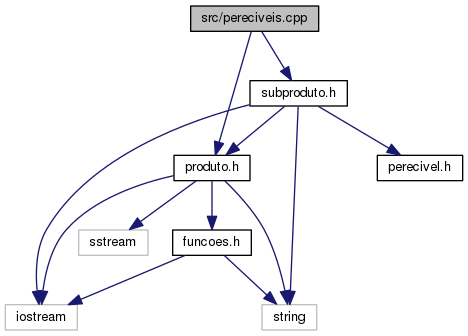 src/pereciveis.cpp
subproduto.h
produto.h
perecivel.h
sstream
funcoes.h
iostream
string